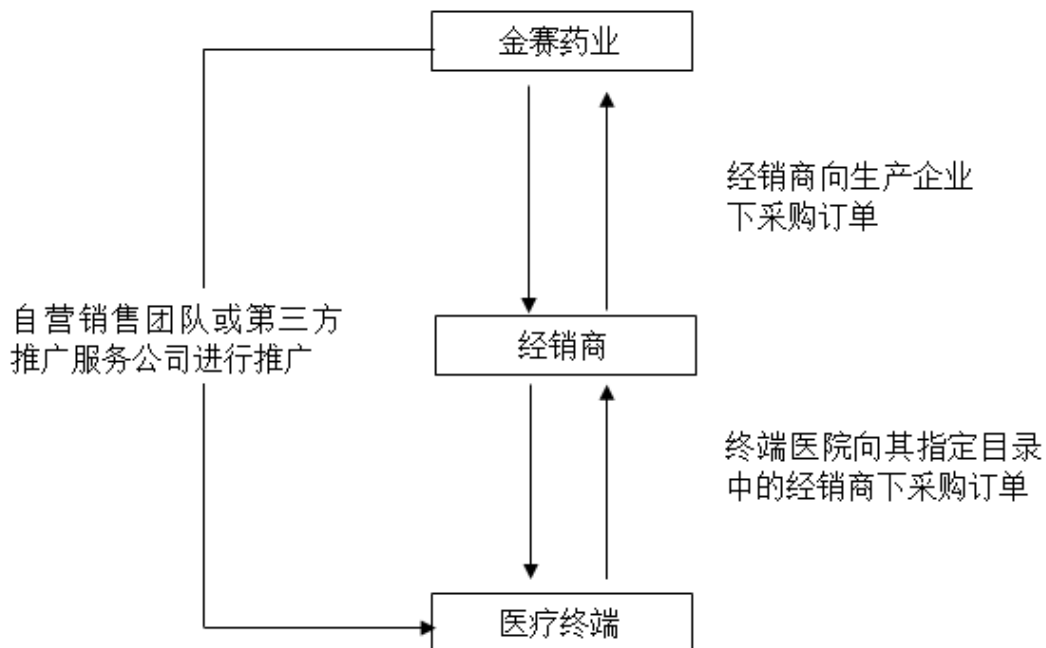 金赛药业
经销商向生产企业
下采购订单
自营销售团队或第三方
推广服务公司进行推广
经销商
终端医院向其指定目录
中的经销商下采购订单
医疗终端